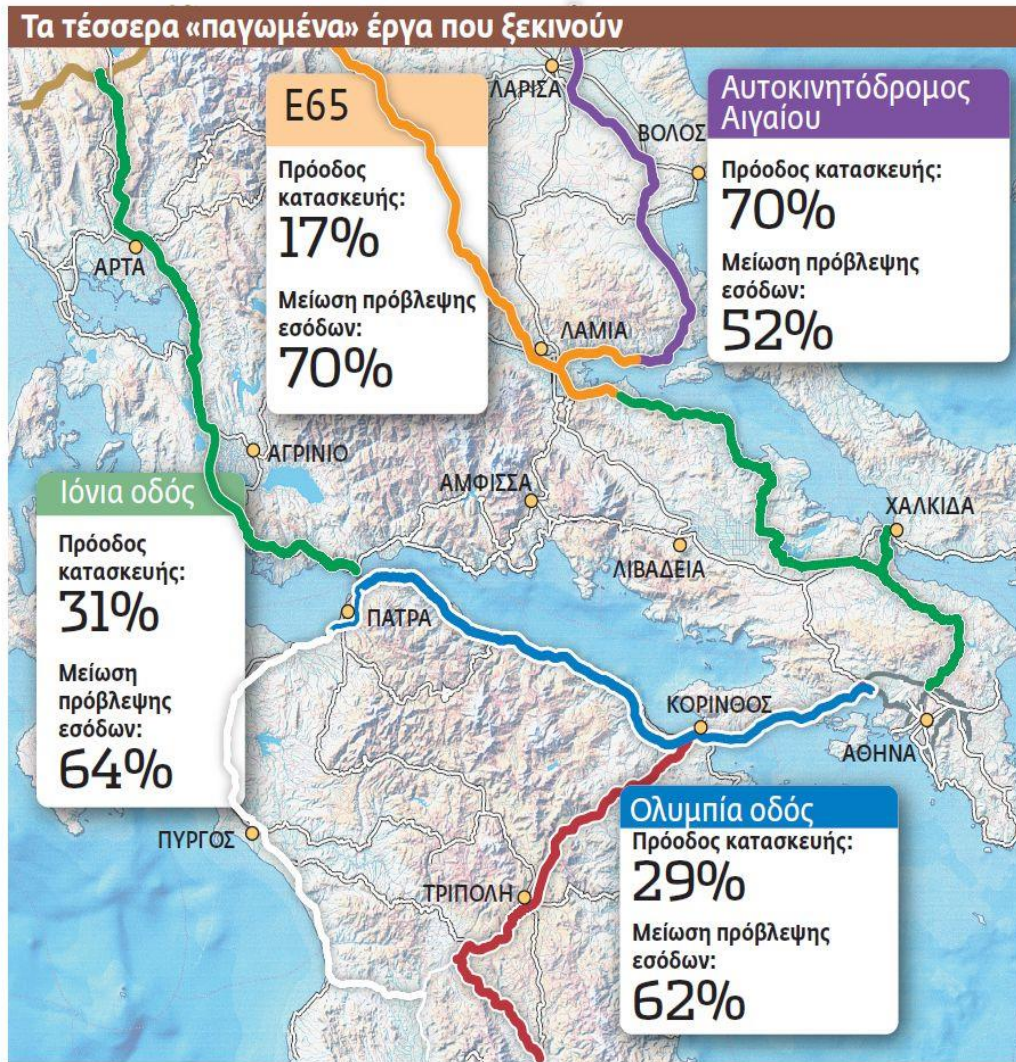 Τα τέσσερα «παγωμένα» έργα που ξεκινούν
Ε65
Πρόοδος
κατασκευής:
17%
Μείωση πρόβλεψης
εσόδων:
70%
Αυτοκινητόδρομος
Αιγαίου
Πρόοδος κατασκευής:
70%
Μείωση πρόβλεψης
εσόδων:
52%
ΛΑΡΙΣΑ
ΒΟΛΟΣ
ΑΡΤΑ
ΛΑΜΙΑ
ΑΓΡΙΝΙΟ
ΑΜΦΙΣΣΑ
ΧΑΛΚΙΔΑ
ΛΙΒΑΔΕΙΑ
Ιόνια οδός
Πρόοδος
κατασκευής:
31%
Μείωση
πρόβλεψης
εσόδων:
64%
ΠΑΤΡΑ
ΚΟΡΙΝΘΟΣ
ΑΘΗΝΑ
ΠΥΡΓΟΣ
ΤΡΙΠΟΛΗ
Ολυμπία οδός
Πρόοδος κατασκευής:
29%
Μείωση πρόβλεψης
εσόδων:
62%